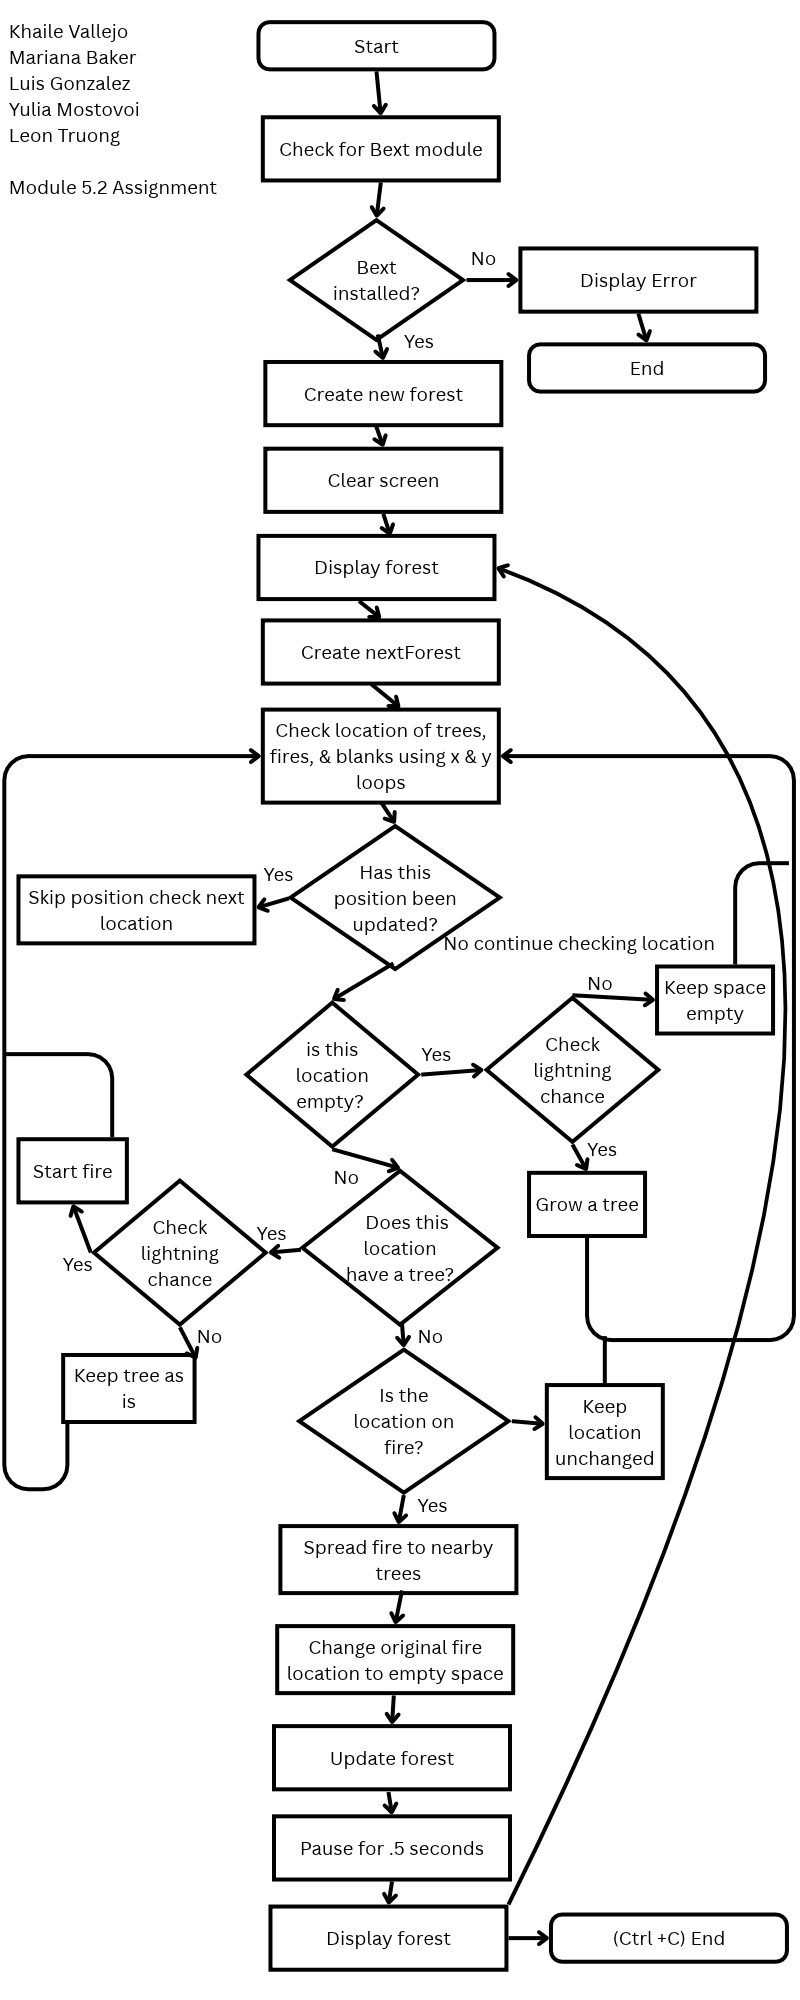 Khaile Vallejo
Mariana Baker
Luis Gonzalez
Yulia Mostovoi
Leon Truong
Module 5.2 Assignment
Start
Check for Bext module
Bext
installed?
No
Display Error
End
Yes
Create new forest
Clear screen
Display forest
Create nextForest
Check location of trees,
fires, & blanks using x & y
loops
Has this
position been
updated?
Yes
Skip position check next
location
No continue checking location
is this
location
empty?
Yes
Check
lightning
chance
No
Keep space
empty
Yes
Grow a tree
No
Does this
location
have a tree?
Yes
Check
lightning
chance
Yes
Start fire
No
Keep tree as
is
No
Is the
location on
fire?
Keep
location
unchanged
Yes
Spread fire to nearby
trees
Change original fire
location to empty space
Update forest
Pause for .5 seconds
Display forest
(Ctrl +C) End